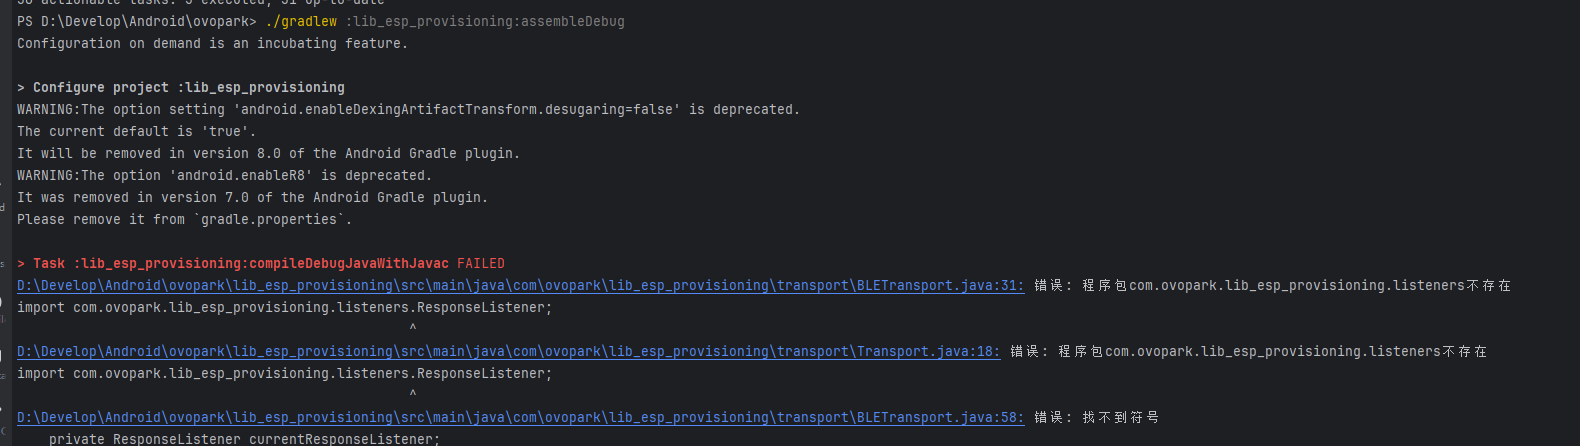 50 actionable tasks: 5 executed, 51 up-to-date
PS D:\Develop\Android\ovopark> ./gradlew :lib_esp_provisioning:assembleDebug
Configuration on demand is an incubating feature.
> Configure project :lib_esp_provisioning
WARNING:The option setting 'android.enableDexingArtifactTransform.desugaring=false' is deprecated.
The current default is 'true'.
It will be removed in version 8.0 of the Android Gradle plugin.
WARNING:The option 'android.enableR8' is deprecated.
It was removed in version 7.0 of the Android Gradle plugin.
Please remove it from `gradle.properties`.
> Task :lib_esp_provisioning:compileDebugJavaWithJavac FAILED
D:\Develop\Android\ovopark\lib_esp_provisioning\src\main\java\com\ovopark\lib_esp_provisioning\transport\BLETransport.java:31: 错误: 程序包com.ovopark.lib_esp_provisioning.listeners不存在
import com.ovopark.lib_esp_provisioning.listeners.ResponseListener;
^
D:\Develop\Android\ovopark\lib_esp_provisioning\src\main\java\com\ovopark\lib_esp_provisioning\transport\Transport.java:18: 错误: 程序包com.ovopark.lib_esp_provisioning.listeners不存在
import com.ovopark.lib_esp_provisioning.listeners.ResponseListener;
^
D:\Develop\Android\ovopark\lib_esp_provisioning\src\main\java\com\ovopark\lib_esp_provisioning\transport\BLETransport.java:58: 错误: 找不到符号
private ResponseListener currentResponseListener;